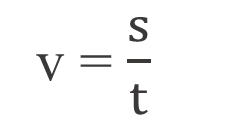 v = s/t